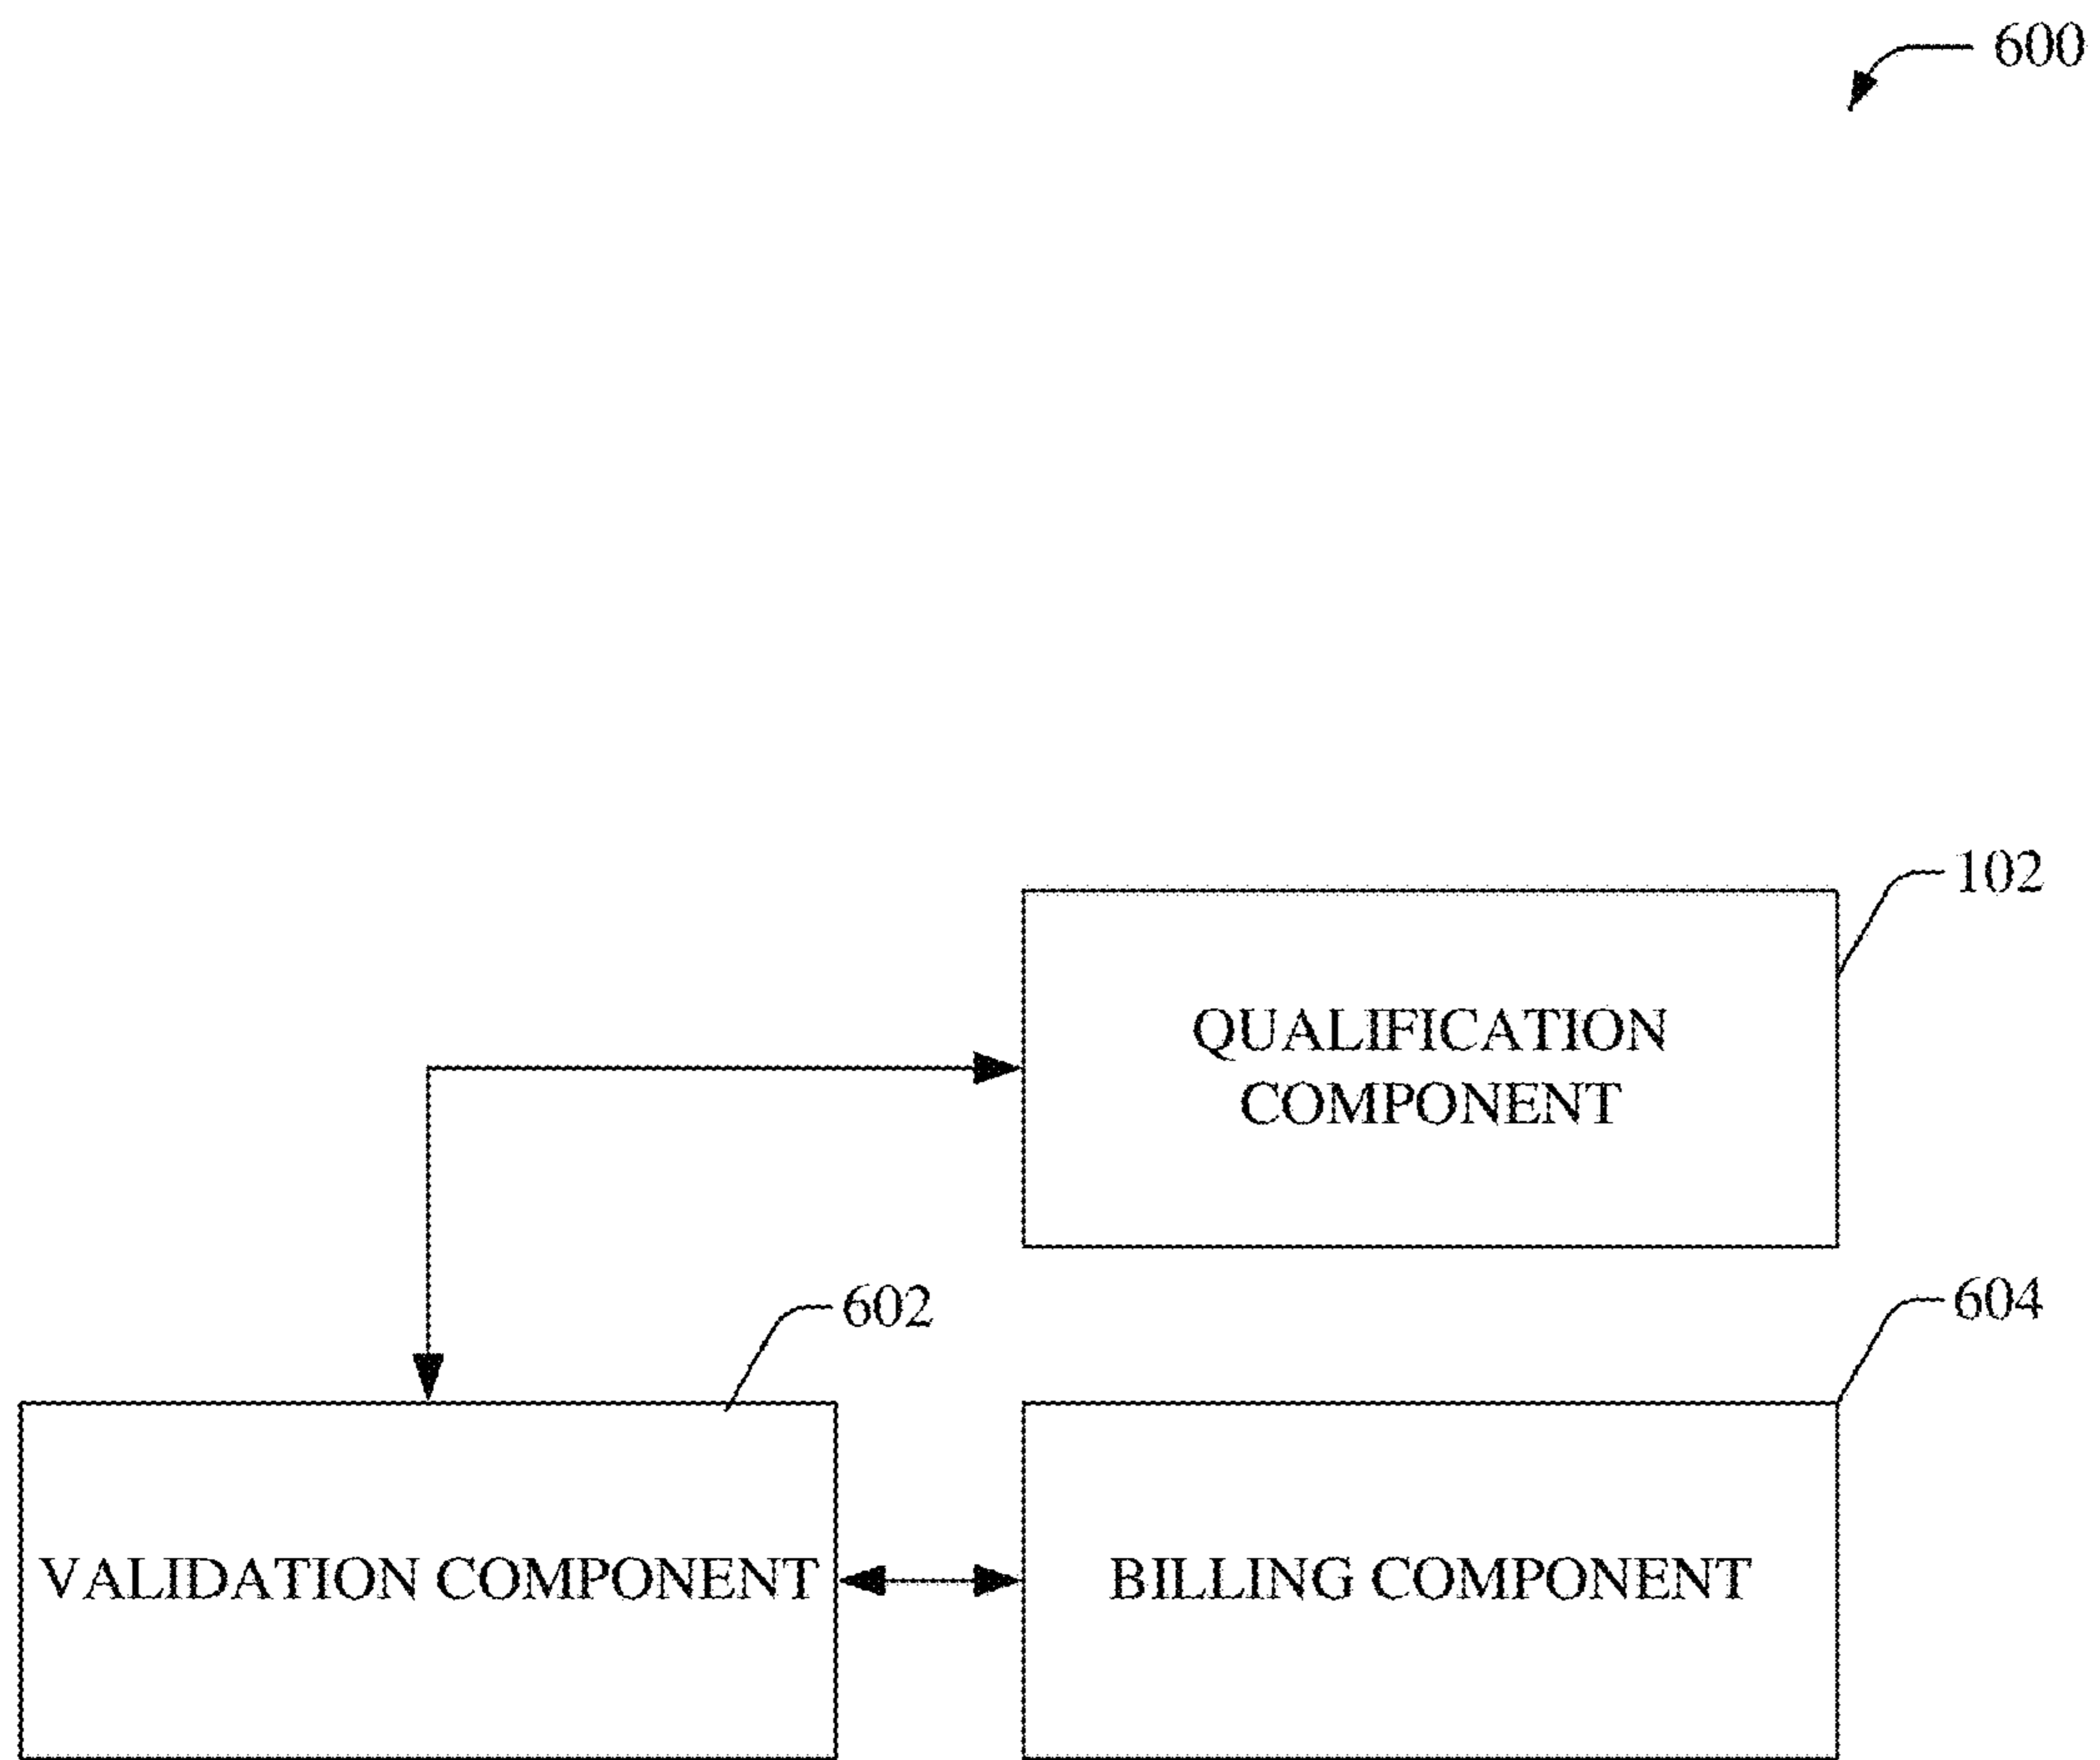 600
102
QUALIFICATION
COMPONENT
602
604
VALIDATION COMPONENT
BILLING COMPONENT